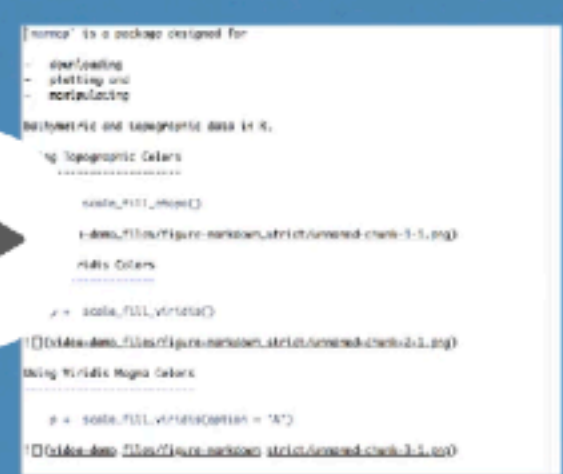 is a package designed for
- downloading
- plotting and
- manipulating
Bathymetric and topographic data in R.
ng Topographic Colors
--------------------
scale_fill_etopo()
-demo_files/figure-markdown_strict/unnamed-chunk-1-1.png)
ridis Colors
--------------
p + scale_fill_viridis()
![](video-demo_files/figure-markdown_strict/unnamed-chunk-2-1.png)
Using Viridis Magma Colors
--------------------------
p + scale_fill_viridis(option = "A")
![](video-demo_files/figure-markdown_strict/unnamed-chunk-3-1.png)